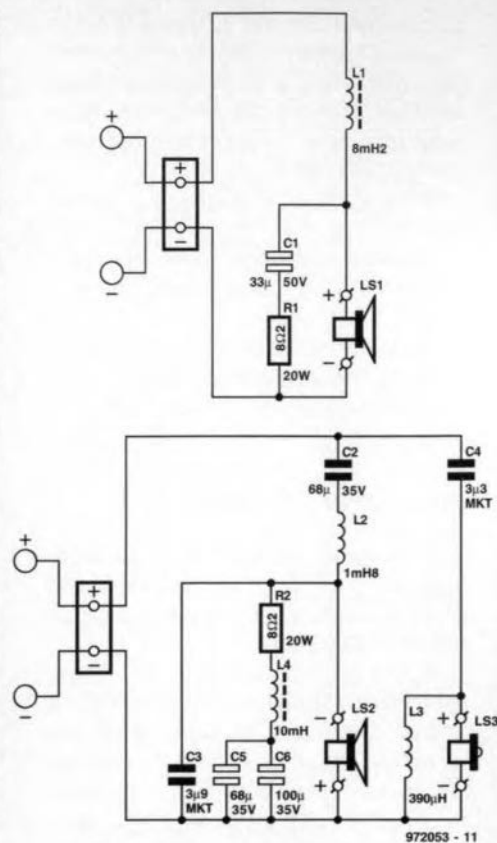 L1
8mH2
+
+
−
−
C1
33μ 50V
R1
8Ω2
20W
LS1
+
−
C2
68μ 35V
C4
3μ3
MKT
L2
1mH8
+
+
−
−
R2
8Ω2
20W
L4
10mH
C3
3μ9
MKT
C5
68μ
35V
C6
100μ
35V
LS2
−
+
L3
390μH
LS3
+
−
972053 - 11